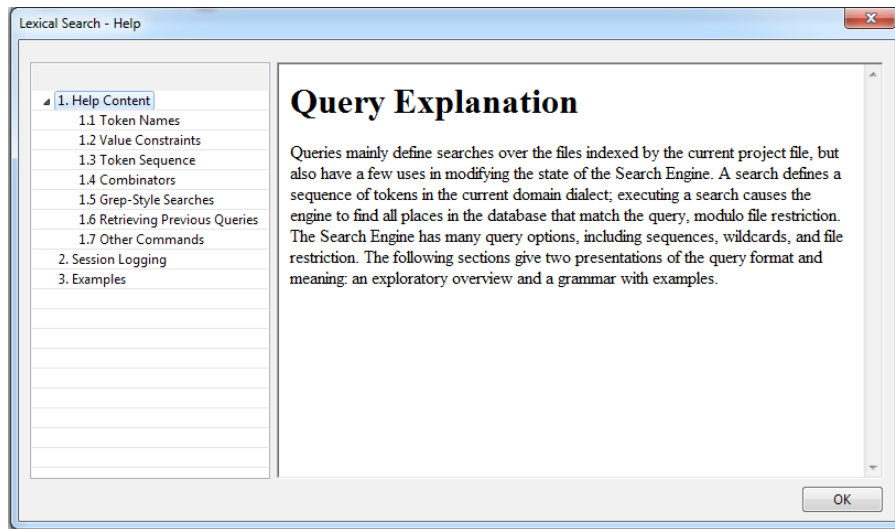 Lexical Search - Help
1. Help Content
1.1 Token Names
1.2 Value Constraints
1.3 Token Sequence
1.4 Combinators
1.5 Grep-Style Searches
1.6 Retrieving Previous Queries
1.7 Other Commands
2. Session Logging
3. Examples
Query Explanation
Queries mainly define searches over the files indexed by the current project file, but
also have a few uses in modifying the state of the Search Engine. A search defines a
sequence of tokens in the current domain dialect; executing a search causes the
engine to find all places in the database that match the query, modulo file restriction.
The Search Engine has many query options, including sequences, wildcards, and file
restriction. The following sections give two presentations of the query format and
meaning: an exploratory overview and a grammar with examples.
OK